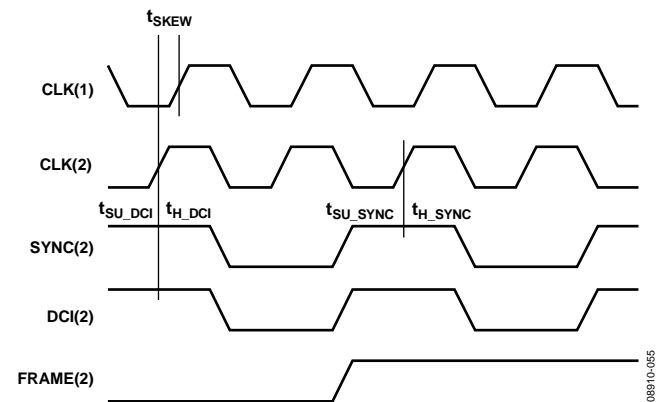 tSKEW
CLK(1)
CLK(2)
tSU_DCI tH_DCI tSU_SYNC tH_SYNC
SYNC(2)
DCI(2)
FRAME(2)
08910-055